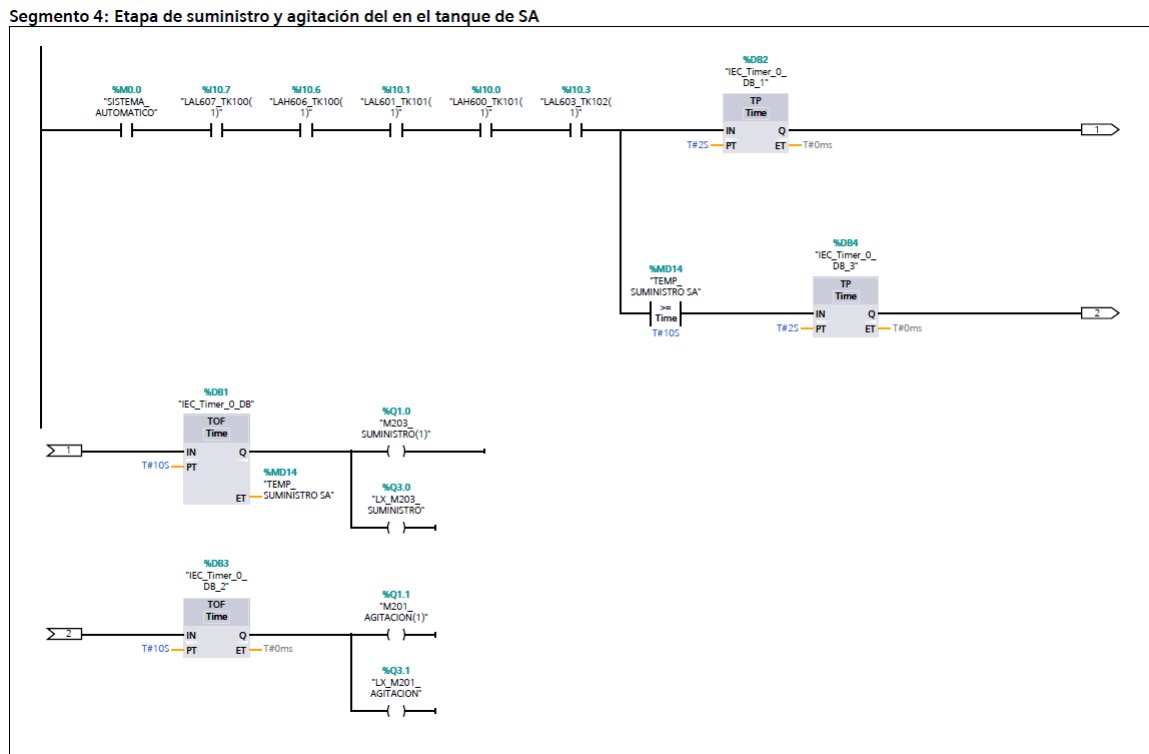 Segmento 4: Etapa de suministro y agitación del en el tanque de SA
%DB2
"IEC_Timer_0_
DB_1"
%M0.0
"SISTEMA_
AUTOMATICO"
%I10.7
"LAL607_TK100(
1)"
%I10.6
"LAH606_TK100(
1)"
%I10.1
"LAL601_TK101(
1)"
%I10.0
"LAH600_TK101(
1)"
%I10.3
"LAL603_TK102(
1)"
TP
Time
IN Q
1
T#2S PT ET T#0ms
%DB4
"IEC_Timer_0_
DB_3"
%MD14
"TEMP_
SUMINISTRO SA"
>=
Time
T#10S
TP
Time
IN Q
2
T#2S PT ET T#0ms
%DB1
"IEC_Timer_0_DB"
TOF
Time
1
IN Q
T#10S PT
ET
%MD14
"TEMP_
SUMINISTRO SA"
%Q1.0
"M203_
SUMINISTRO(1)"
%Q3.0
"LX_M203_
SUMINISTRO"
%DB3
"IEC_Timer_0_
DB_2"
TOF
Time
2
IN Q
T#10S PT ET T#0ms
%Q1.1
"M201_
AGITACION(1)"
%Q3.1
"LX_M201_
AGITACION"